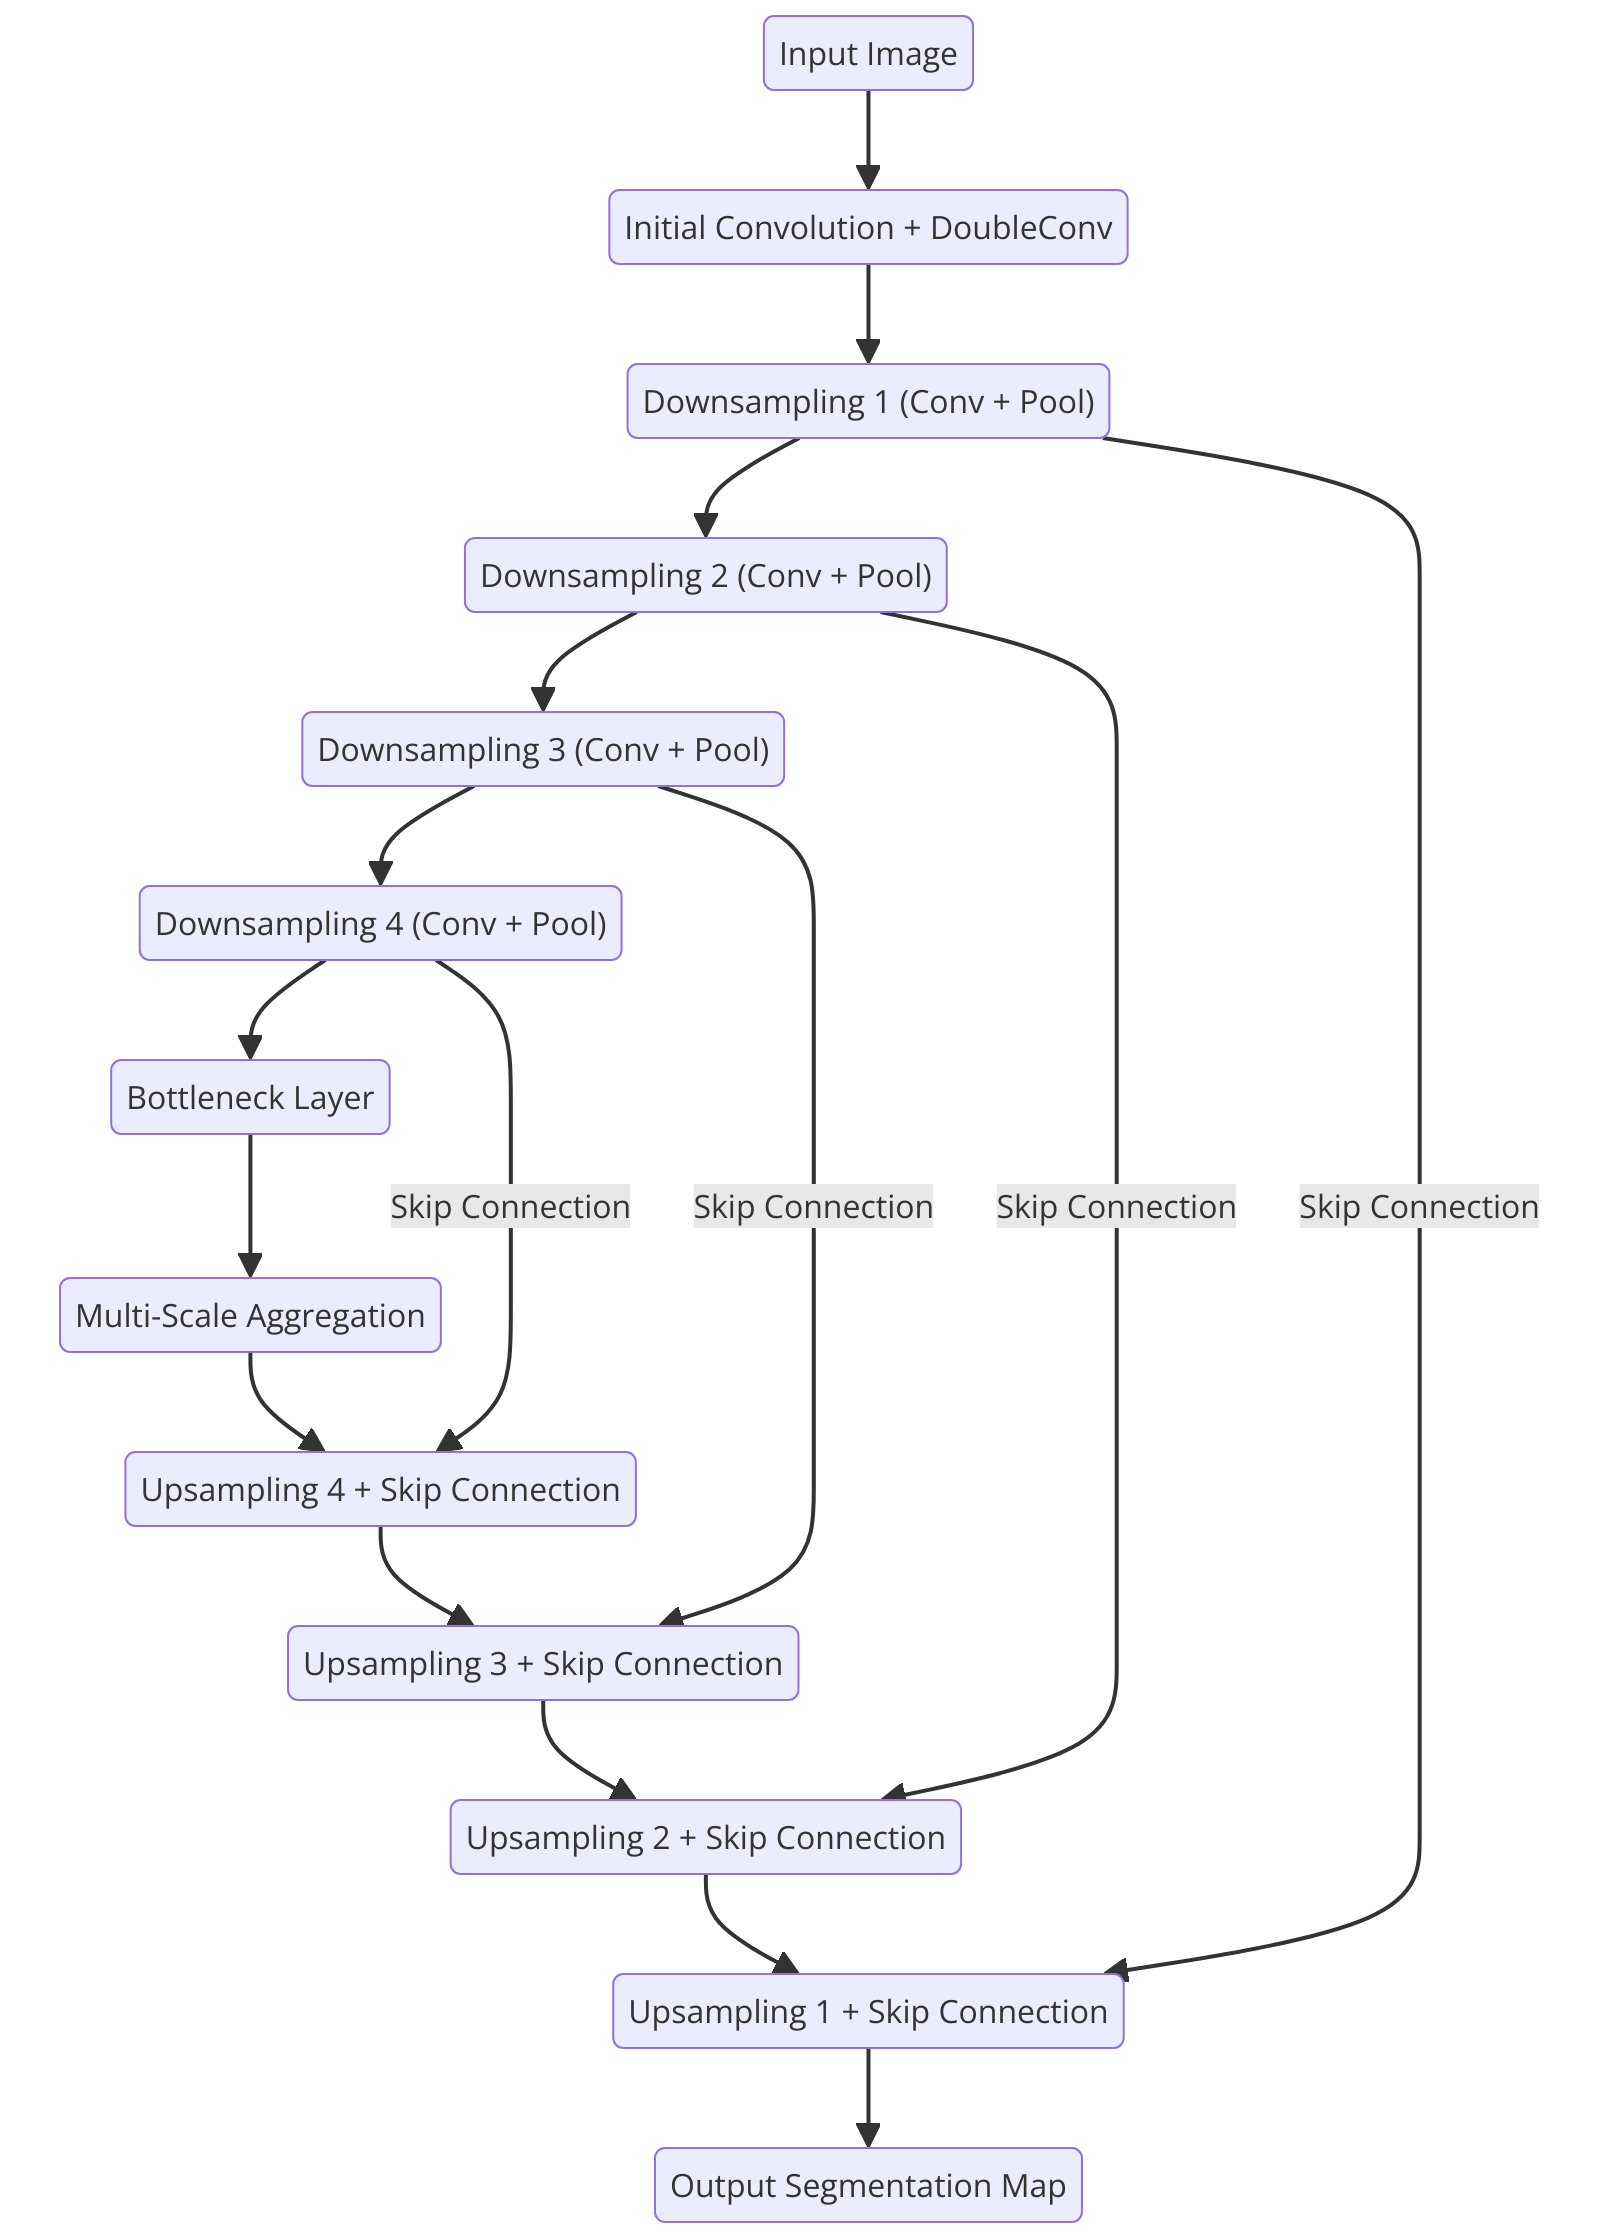 Input Image
Initial Convolution + DoubleConv
Downsampling 1 (Conv + Pool)
Downsampling 2 (Conv + Pool)
Downsampling 3 (Conv + Pool)
Downsampling 4 (Conv + Pool)
Bottleneck Layer
Skip Connection
Skip Connection
Skip Connection
Skip Connection
Multi-Scale Aggregation
Upsampling 4 + Skip Connection
Upsampling 3 + Skip Connection
Upsampling 2 + Skip Connection
Upsampling 1 + Skip Connection
Output Segmentation Map